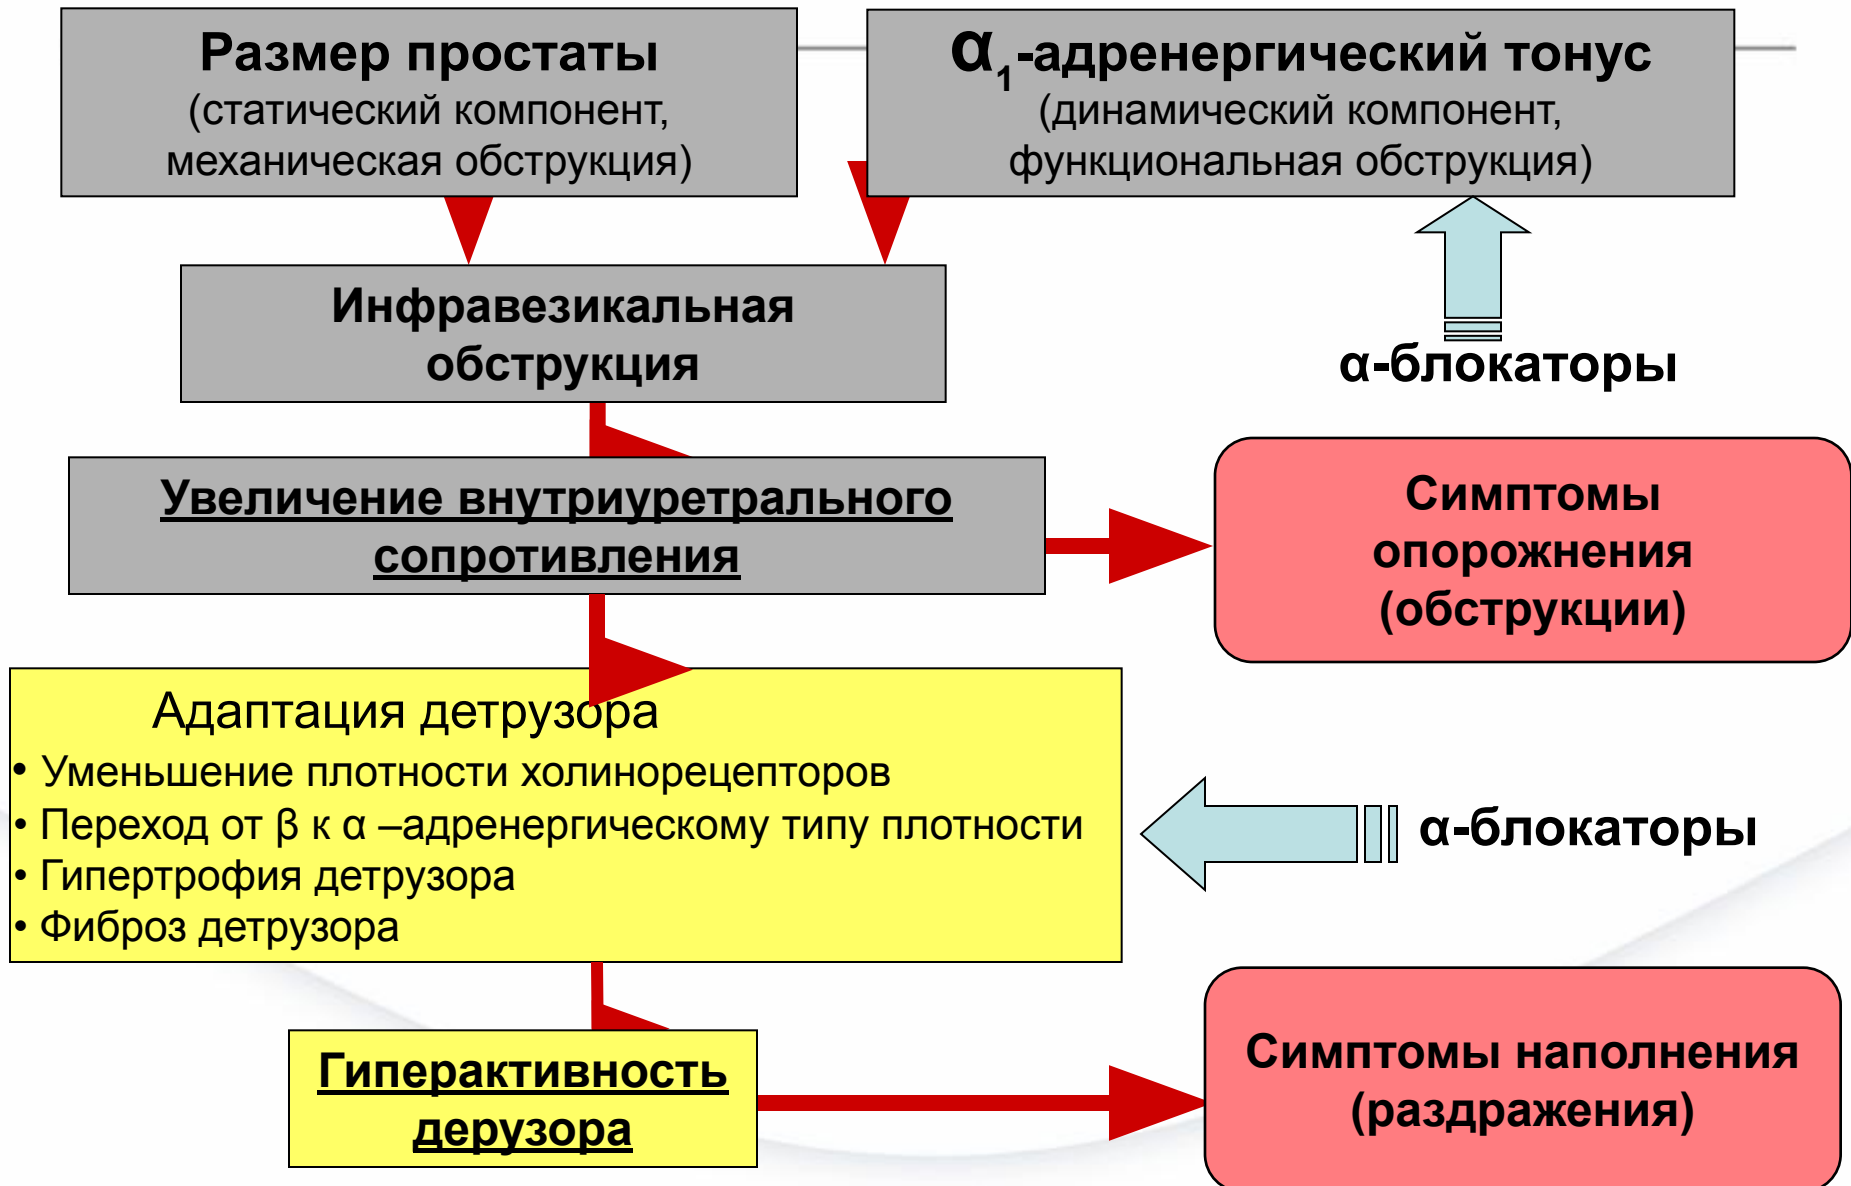 Размер простаты
(статический компонент,
механическая обструкция)
α1-адренергический тонус
(динамический компонент,
функциональная обструкция)
Инфравезикальная
обструкция
α-блокаторы
Увеличение внутриуретрального
сопротивления
Симптомы
опорожнения
(обструкции)
Адаптация детрузора
• Уменьшение плотности холинорецепторов
• Переход от β к α –адренергическому типу плотности
• Гипертрофия детрузора
• Фиброз детрузора
α-блокаторы
Гиперактивность
дерузора
Симптомы наполнения
(раздражения)